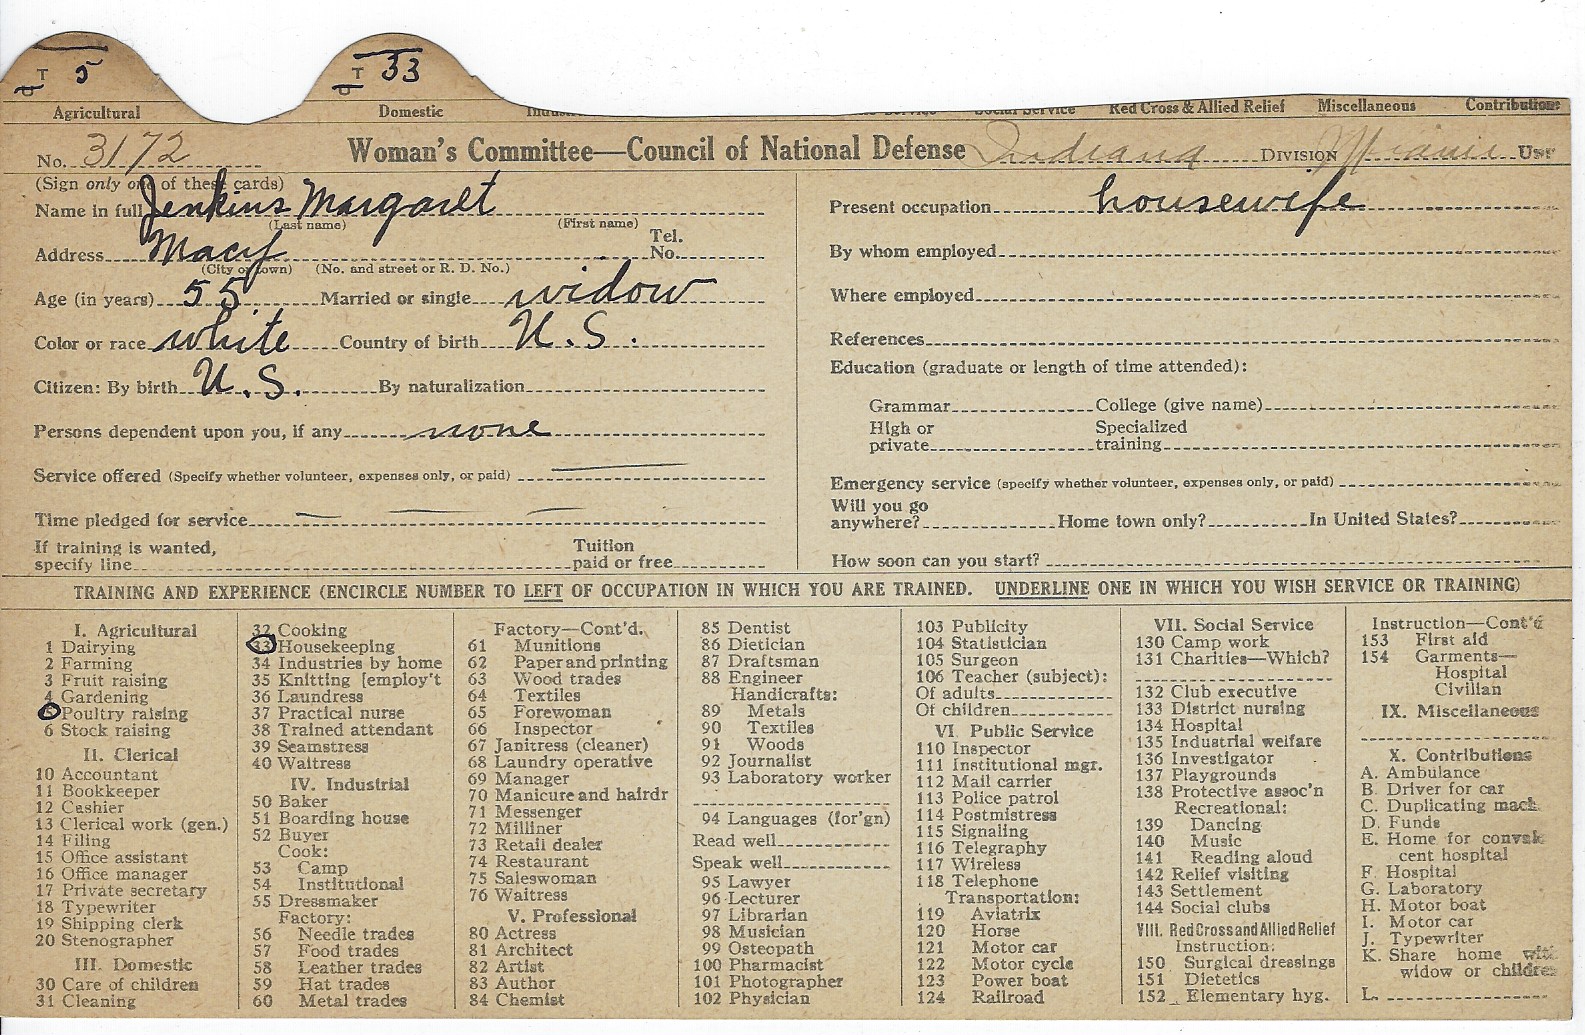 T 5 T 33
Agricultural Domestic Social Service Red Cross & Allied Relief Miscellaneous Contributions
No. 3172 Woman's Committee—Council of National Defense Indiana DIVISION Miami
(Sign only one of these cards)
Name in full Jenkins Margaret
(Last name) (First name)
Address Macy Tel. No.
(City or town) (No. and street or R. D. No.)
Age (in years) 55 Married or single widow
Color or race white Country of birth U.S.
Citizen: By birth U.S. By naturalization
Persons dependent upon you, if any none
Service offered (Specify whether volunteer, expenses only, or paid)
Time pledged for service
If training is wanted, specify line Tuition paid or free
Present occupation housewife
By whom employed
Where employed
References
Education (graduate or length of time attended):
Grammar College (give name)
High or private Specialized training
Emergency service (specify whether volunteer, expenses only, or paid)
Will you go anywhere? Home town only? In United States?
How soon can you start?
TRAINING AND EXPERIENCE (ENCIRCLE NUMBER TO LEFT OF OCCUPATION IN WHICH YOU ARE TRAINED. UNDERLINE ONE IN WHICH YOU WISH SERVICE OR TRAINING)
I. Agricultural
1 Dairying
2 Farming
3 Fruit raising
4 Gardening
5 Poultry raising
6 Stock raising
II. Clerical
10 Accountant
11 Bookkeeper
12 Cashier
13 Clerical work (gen.)
14 Filing
15 Office assistant
16 Office manager
17 Private secretary
18 Typewriter
19 Shipping clerk
20 Stenographer
III. Domestic
30 Care of children
31 Cleaning
32 Cooking
33 Housekeeping
34 Industries by home
35 Knitting [employ't
36 Laundress
37 Practical nurse
38 Trained attendant
39 Seamstress
40 Waitress
IV. Industrial
50 Baker
51 Boarding house
52 Buyer
Cook:
53 Camp
54 Institutional
55 Dressmaker
Factory:
56 Needle trades
57 Food trades
58 Leather trades
59 Hat trades
60 Metal trades
Factory—Cont'd.
61 Munitions
62 Paper and printing
63 Wood trades
64 Textiles
65 Forewoman
66 Inspector
67 Janitress (cleaner)
68 Laundry operative
69 Manager
70 Manicure and hairdr
71 Messenger
72 Milliner
73 Retail dealer
74 Restaurant
75 Saleswoman
76 Waitress
V. Professional
80 Actress
81 Architect
82 Artist
83 Author
84 Chemist
85 Dentist
86 Dietician
87 Draftsman
88 Engineer
Handicrafts:
89 Metals
90 Textiles
91 Woods
92 Journalist
93 Laboratory worker
94 Languages (for'gn)
Read well
Speak well
95 Lawyer
96 Lecturer
97 Librarian
98 Musician
99 Osteopath
100 Pharmacist
101 Photographer
102 Physician
103 Publicity
104 Statistician
105 Surgeon
106 Teacher (subject):
Of adults
Of children
VI. Public Service
110 Inspector
111 Institutional mgr.
112 Mail carrier
113 Police patrol
114 Postmistress
115 Signaling
116 Telegraphy
117 Wireless
118 Telephone
Transportation:
119 Aviatrix
120 Horse
121 Motor car
122 Motor cycle
123 Power boat
124 Railroad
VII. Social Service
130 Camp work
131 Charities—Which?
132 Club executive
133 District nursing
134 Hospital
135 Industrial welfare
136 Investigator
137 Playgrounds
138 Protective assoc'n
Recreational:
139 Dancing
140 Music
141 Reading aloud
142 Relief visiting
143 Settlement
144 Social clubs
VIII. Red Cross and Allied Relief
Instruction:
150 Surgical dressings
151 Dietetics
152 Elementary hyg.
Instruction—Cont'd
153 First aid
154 Garments—
Hospital
Civilian
IX. Miscellaneous
X. Contributions
A. Ambulance
B. Driver for car
C. Duplicating mach.
D. Funds
E. Home for convales-
cent hospital
F. Hospital
G. Laboratory
H. Motor boat
I. Motor car
J. Typewriter
K. Share home with
widow or children
L.